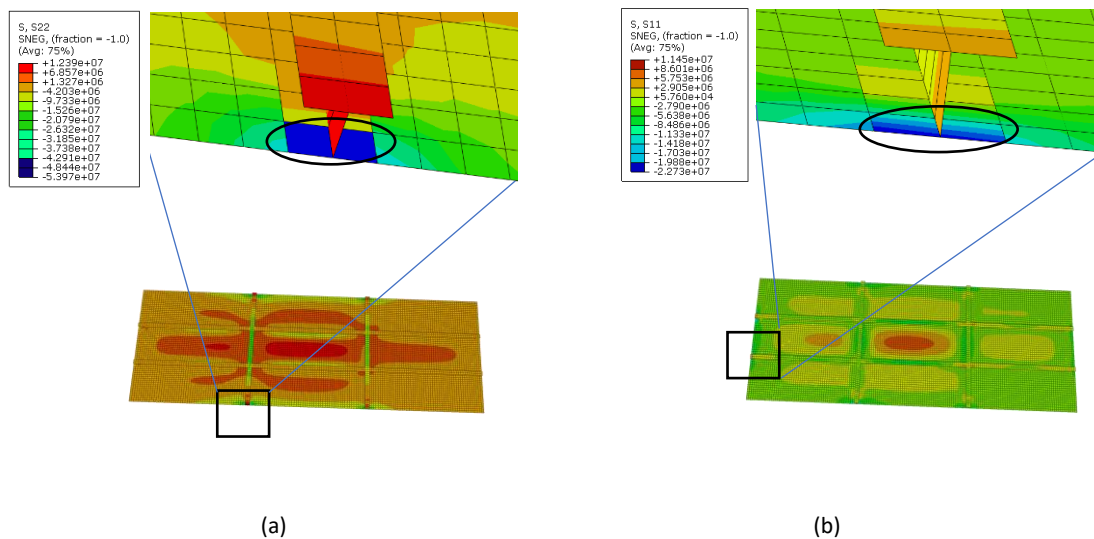 S, S22
SNEG, (fraction = -1.0)
(Avg: 75%)
+1.239e+07
+6.857e+06
+1.327e+06
-4.203e+06
-9.733e+06
-1.526e+07
-2.079e+07
-2.632e+07
-3.185e+07
-3.738e+07
-4.291e+07
-4.844e+07
-5.397e+07
S, S11
SNEG, (fraction = -1.0)
(Avg: 75%)
+1.145e+07
+8.601e+06
+5.753e+06
+2.905e+06
+5.760e+04
-2.790e+06
-5.638e+06
-8.486e+06
-1.133e+07
-1.418e+07
-1.703e+07
-1.988e+07
-2.273e+07
(a)
(b)